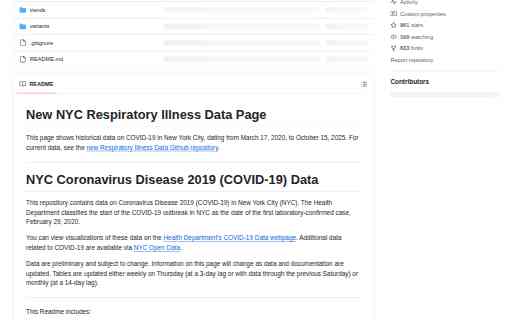 trends
variants
.gitignore
README.md
README
New NYC Respiratory Illness Data Page
This page shows historical data on COVID-19 in New York City, dating from March 17, 2020, to October 15, 2025. For
current data, see the new Respiratory Illness Data Github repository.
NYC Coronavirus Disease 2019 (COVID-19) Data
This repository contains data on Coronavirus Disease 2019 (COVID-19) in New York City (NYC). The Health
Department classifies the start of the COVID-19 outbreak in NYC as the date of the first laboratory-confirmed case,
February 29, 2020.
You can view visualizations of these data on the Health Department's COVID-19 Data webpage. Additional data
related to COVID-19 are available via NYC Open Data.
Data are preliminary and subject to change. Information on this page will change as data and documentation are
updated. Tables are updated either weekly on Thursday (at a 3-day lag or with data through the previous Saturday) or
monthly (at a 14-day lag).
This Readme includes:
Activity
Custom properties
stars
watching
forks
Report repository
Contributors